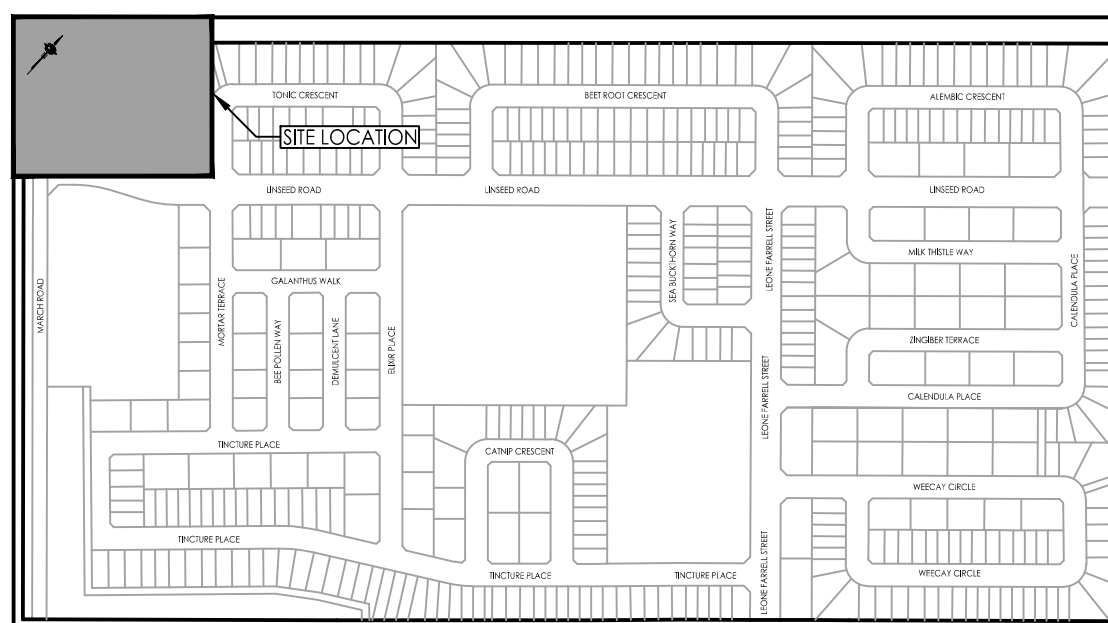 TONIC CRESCENT
BEET ROOT CRESCENT
ALEMBIC CRESCENT
SITE LOCATION
LINSEED ROAD
LINSEED ROAD
LINSEED ROAD
SEA BUCKTHORN WAY
LEONE FARRELL STREET
MILK THISTLE WAY
CALENDULA PLACE
GALANTHUS WALK
MARCH ROAD
MORTAR TERRACE
BEE POLLEN WAY
DEMULCENT LANE
ELIXIR PLACE
ZINGIBER TERRACE
LEONE FARRELL STREET
CALENDULA PLACE
TINCTURE PLACE
CATNIP CRESCENT
WEECAY CIRCLE
TINCTURE PLACE
TINCTURE PLACE
TINCTURE PLACE
LEONE FARRELL STREET
WEECAY CIRCLE